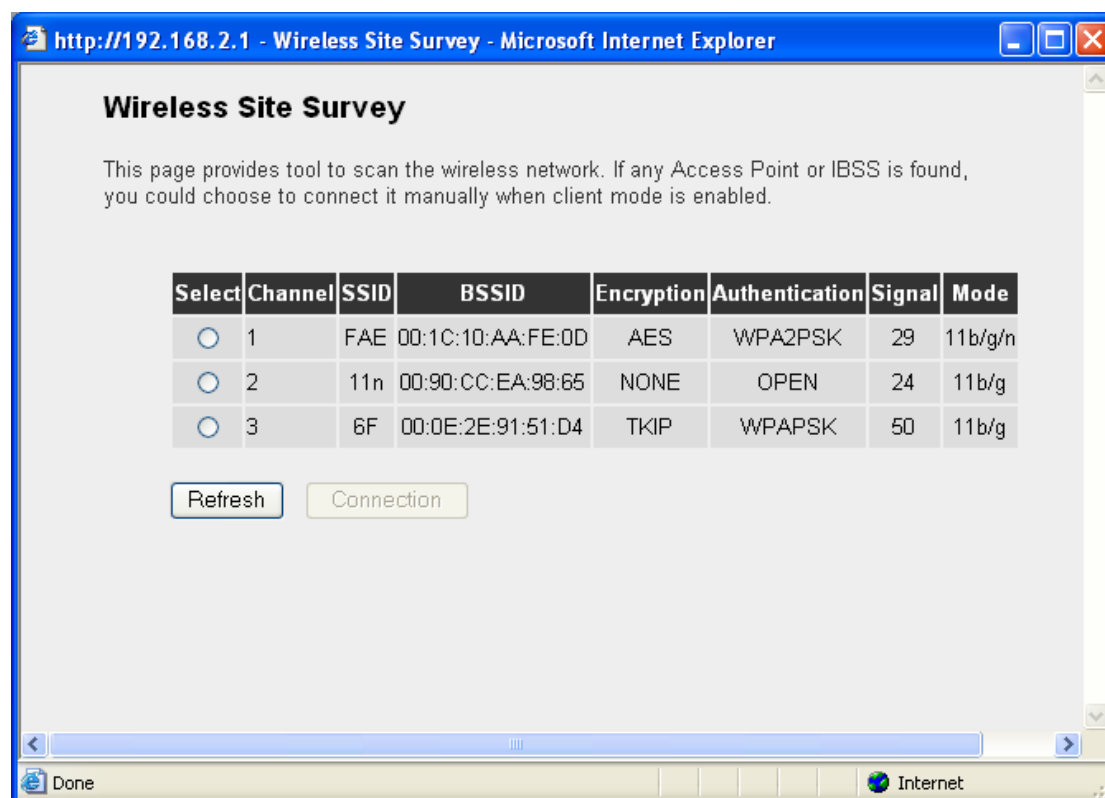 http://192.168.2.1 - Wireless Site Survey - Microsoft Internet Explorer
Wireless Site Survey
This page provides tool to scan the wireless network. If any Access Point or IBSS is found,
you could choose to connect it manually when client mode is enabled.
Select Channel SSID BSSID Encryption Authentication Signal Mode
1 FAE 00:1C:10:AA:FE:0D AES WPA2PSK 29 11b/g/n
2 11n 00:90:CC:EA:98:65 NONE OPEN 24 11b/g
3 6F 00:0E:2E:91:51:D4 TKIP WPAPSK 50 11b/g
Refresh Connection
Done Internet